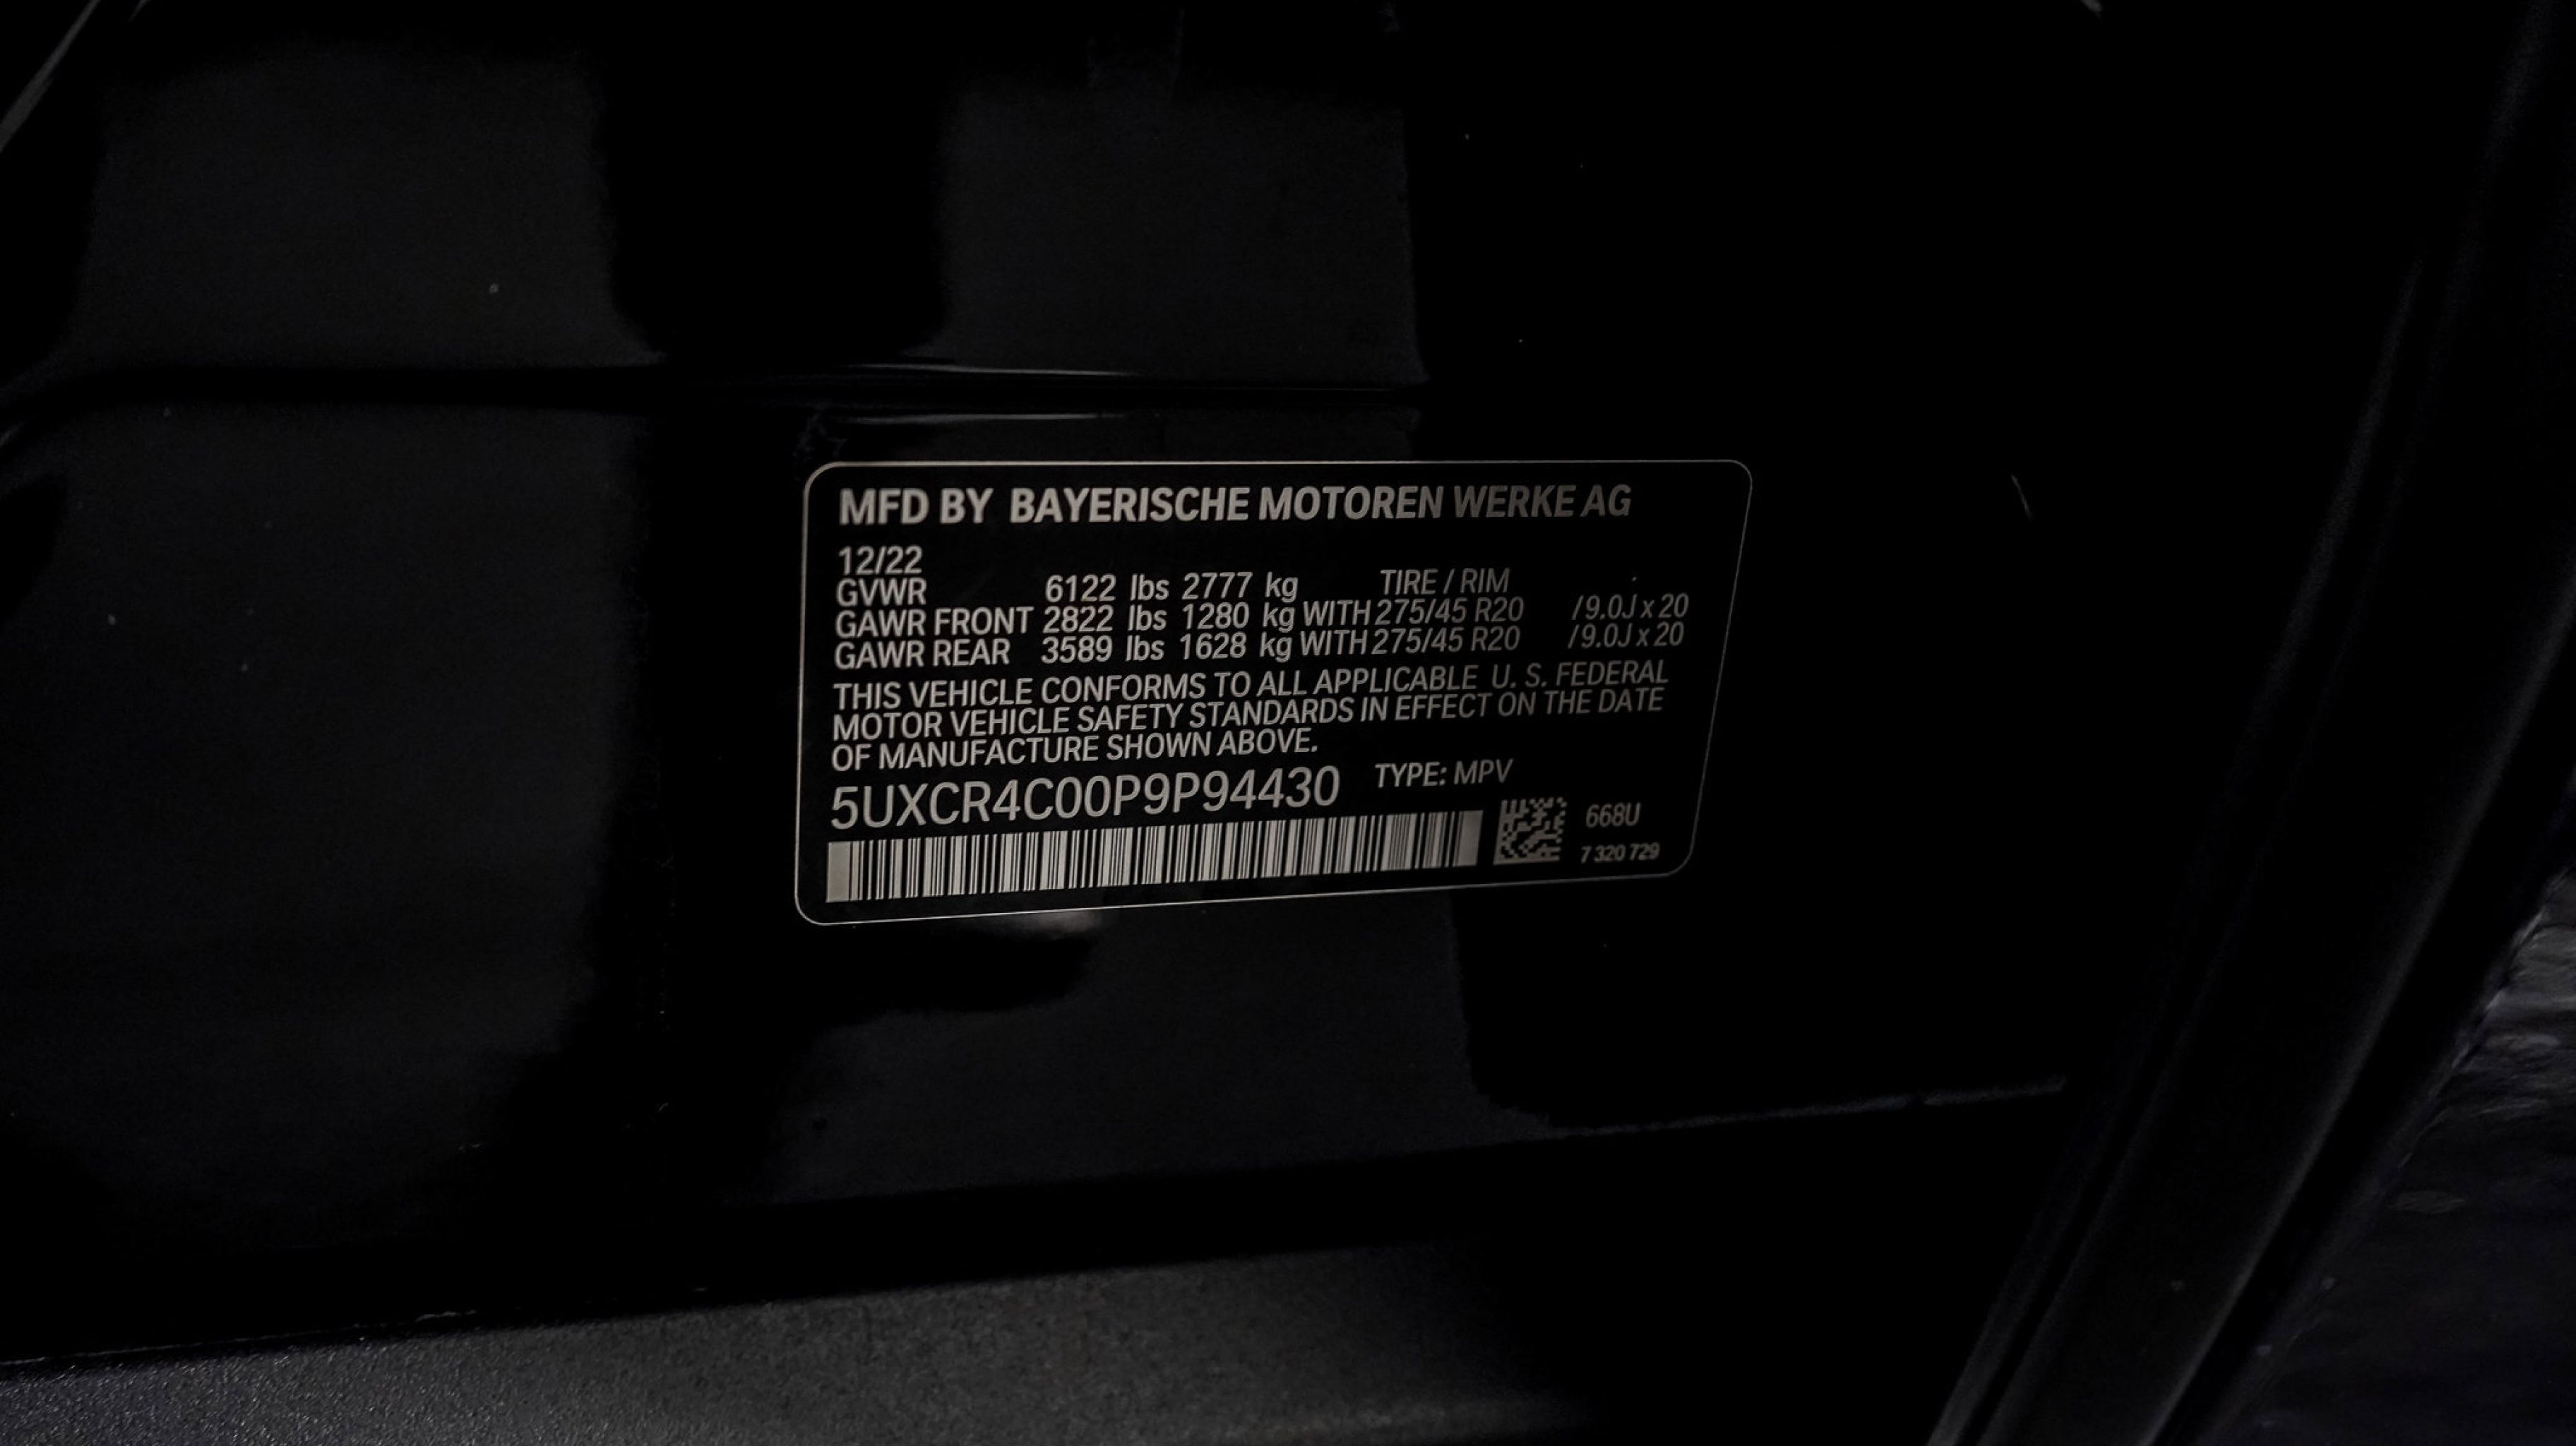 MFD BY BAYERISCHE MOTOREN WERKE AG
12/22
GVWR 6122 lbs 2777 kg TIRE / RIM
GAWR FRONT 2822 lbs 1280 kg WITH 275/45 R20 /9.0J x 20
GAWR REAR 3589 lbs 1628 kg WITH 275/45 R20 /9.0J x 20
THIS VEHICLE CONFORMS TO ALL APPLICABLE U. S. FEDERAL
MOTOR VEHICLE SAFETY STANDARDS IN EFFECT ON THE DATE
OF MANUFACTURE SHOWN ABOVE.
5UXCR4C00P9P94430 TYPE: MPV
668U
7 320 729